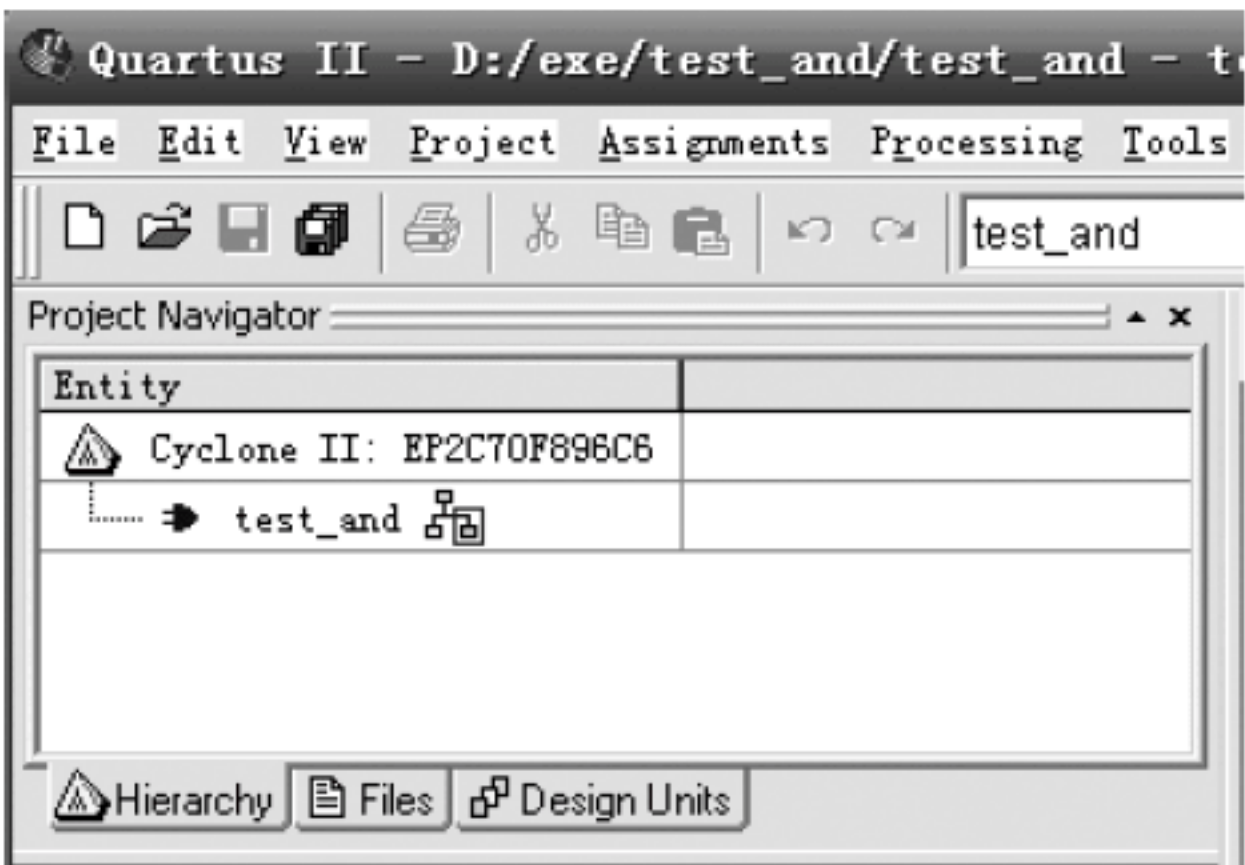 Quartus II - D:/exe/test_and/test_and - t
File Edit View Project Assignments Processing Tools
test_and
Project Navigator
Entity
Cyclone II: EP2C70F896C6
test_and
Hierarchy Files Design Units